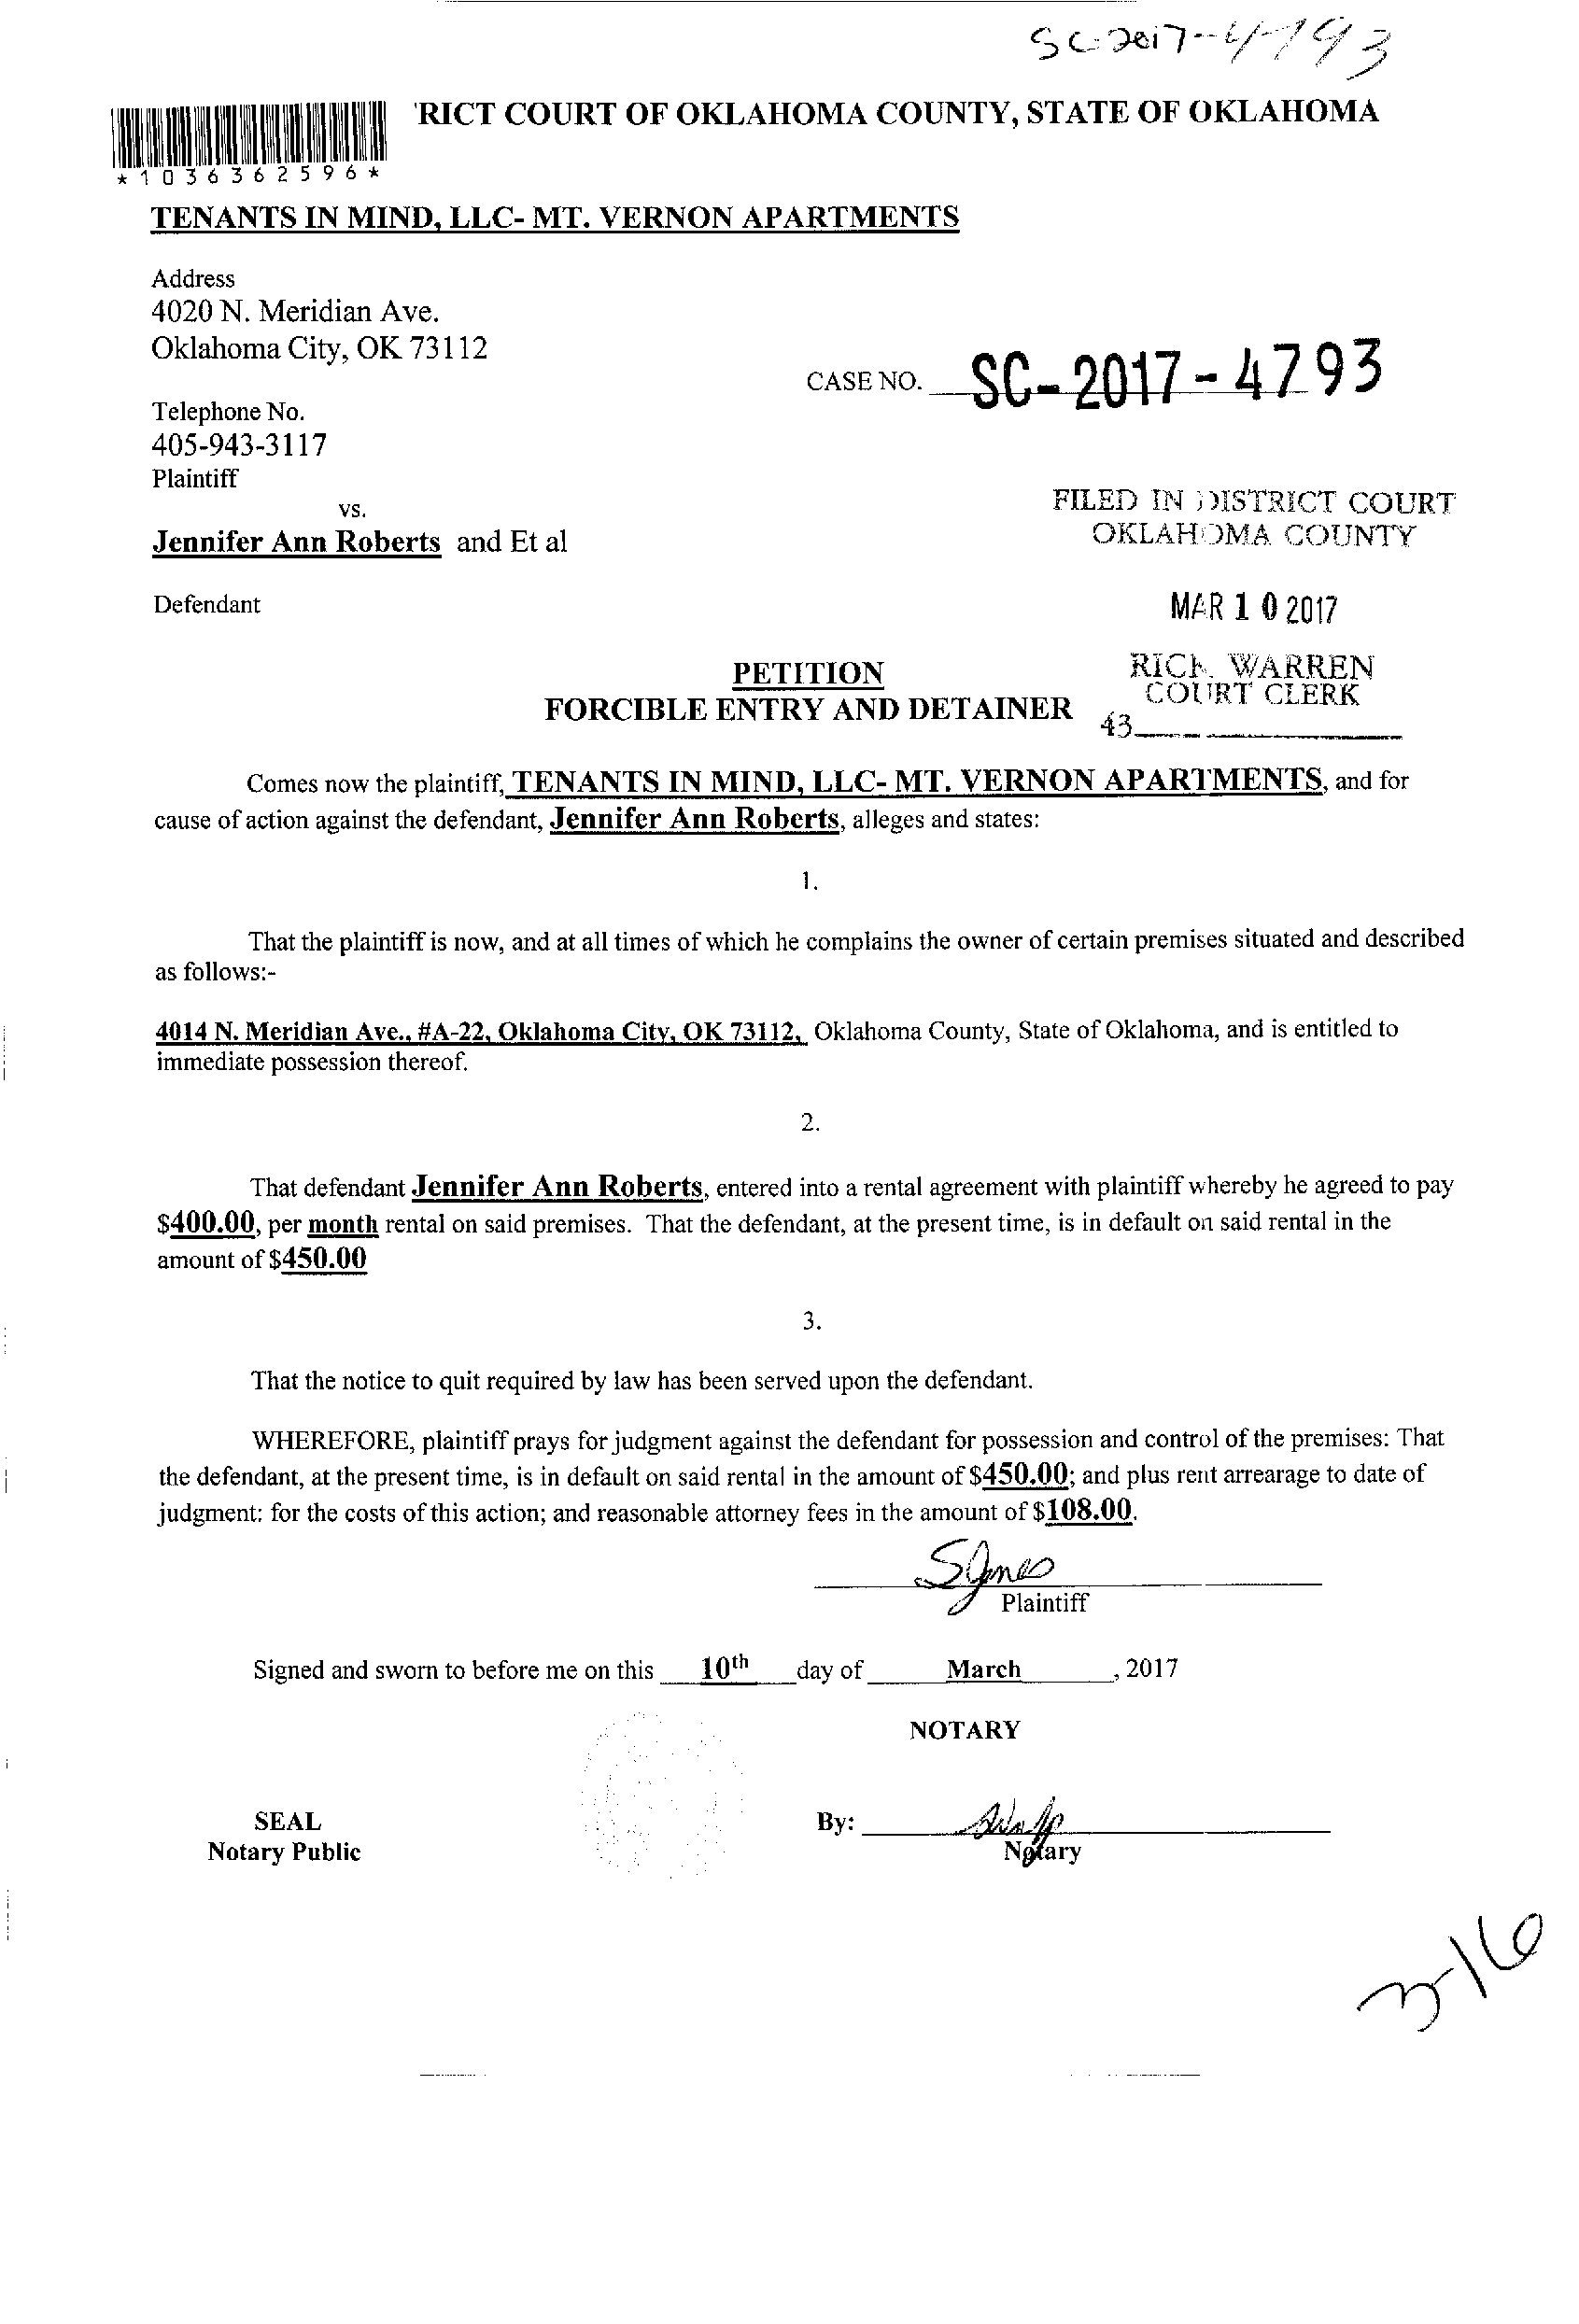 SC-2017-4793
'RICT COURT OF OKLAHOMA COUNTY, STATE OF OKLAHOMA
*1036362596*
TENANTS IN MIND, LLC- MT. VERNON APARTMENTS
Address
4020 N. Meridian Ave.
Oklahoma City, OK 73112
CASE NO. SC-2017-4793
Telephone No.
405-943-3117
Plaintiff
vs.
Jennifer Ann Roberts and Et al
Defendant
FILED IN DISTRICT COURT
OKLAHOMA COUNTY
MAR 10 2017
RICK WARREN
COURT CLERK
43
PETITION
FORCIBLE ENTRY AND DETAINER
Comes now the plaintiff, TENANTS IN MIND, LLC- MT. VERNON APARTMENTS, and for
cause of action against the defendant, Jennifer Ann Roberts, alleges and states:
1.
That the plaintiff is now, and at all times of which he complains the owner of certain premises situated and described
as follows:-
4014 N. Meridian Ave., #A-22, Oklahoma City, OK 73112, Oklahoma County, State of Oklahoma, and is entitled to
immediate possession thereof.
2.
That defendant Jennifer Ann Roberts, entered into a rental agreement with plaintiff whereby he agreed to pay
$400.00, per month rental on said premises. That the defendant, at the present time, is in default on said rental in the
amount of $450.00
3.
That the notice to quit required by law has been served upon the defendant.
WHEREFORE, plaintiff prays for judgment against the defendant for possession and control of the premises: That
the defendant, at the present time, is in default on said rental in the amount of $450.00; and plus rent arrearage to date of
judgment: for the costs of this action; and reasonable attorney fees in the amount of $108.00.
Plaintiff
Signed and sworn to before me on this 10th day of March, 2017
NOTARY
SEAL
Notary Public
By:
Notary
3-16